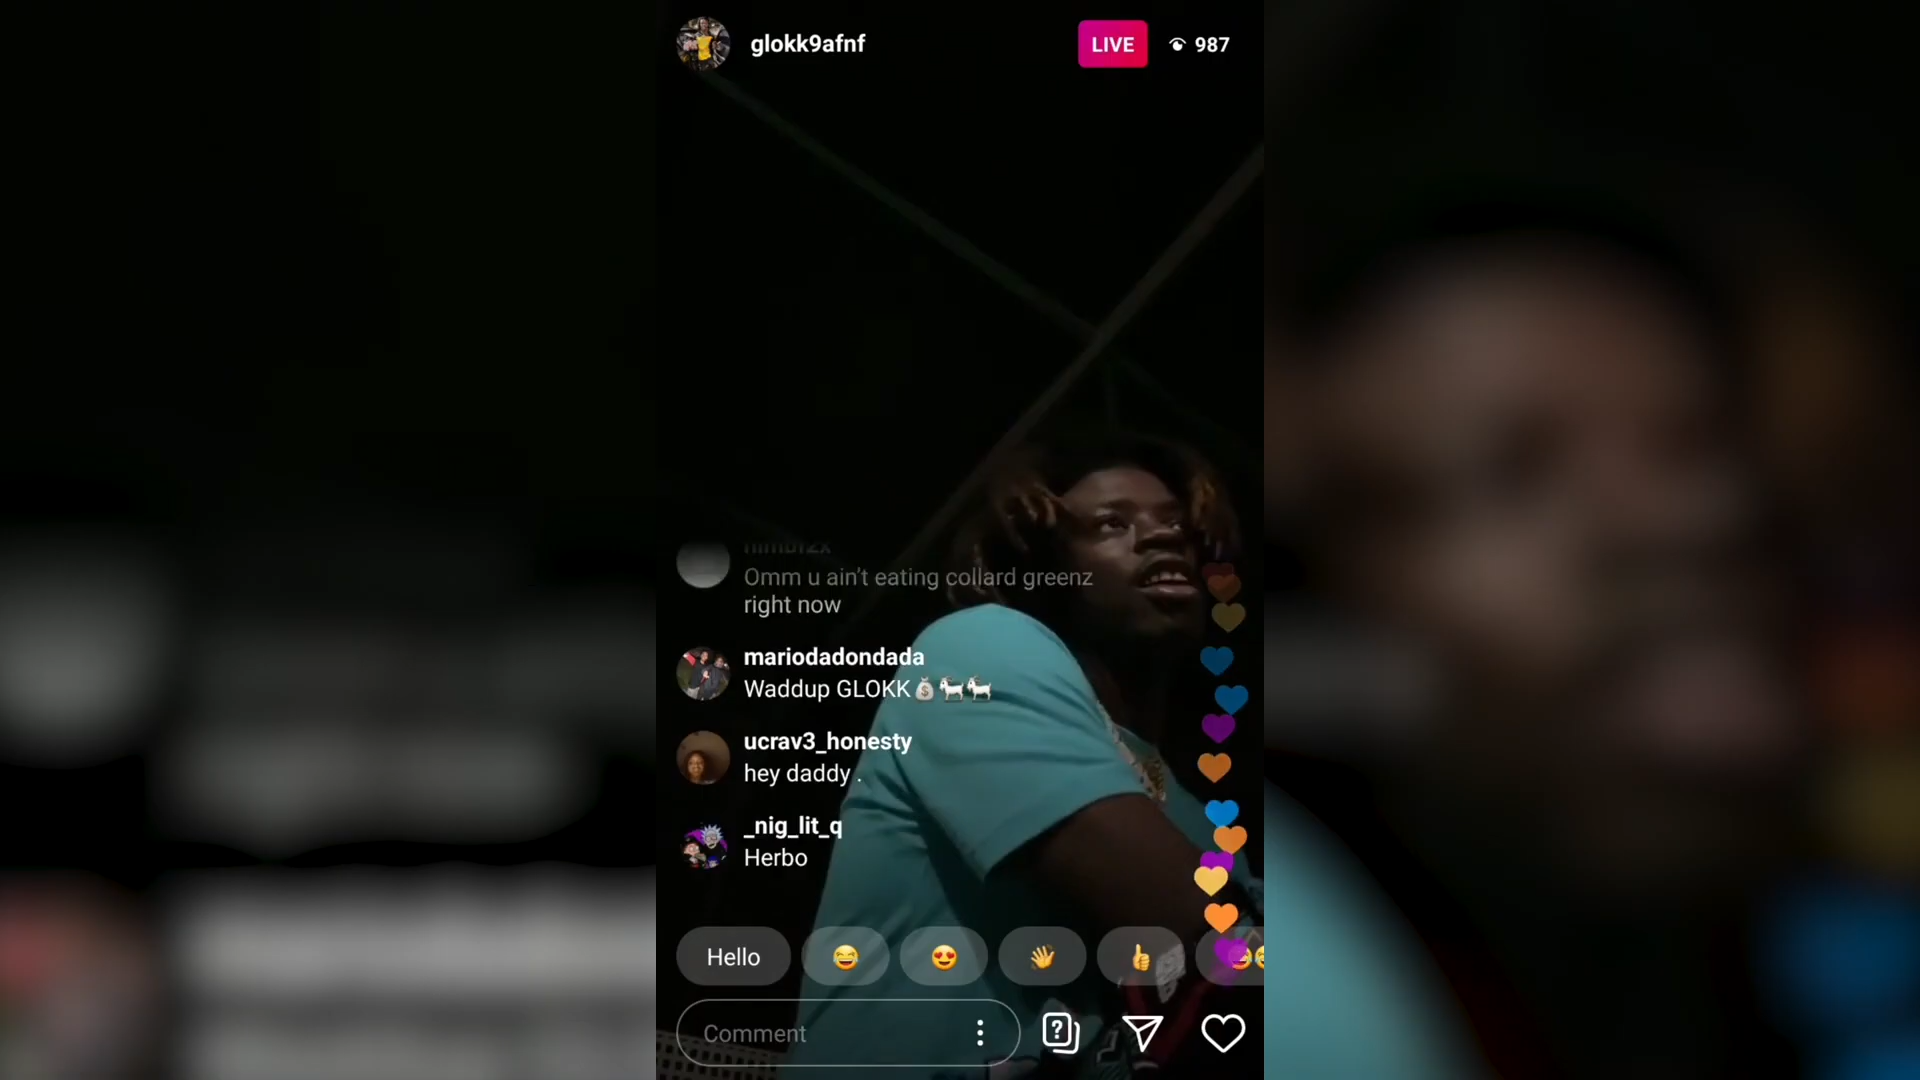 glokk9afnf
LIVE
987
Omm u ain't eating collard greenz
right now
mariodadondada
Waddup GLOKK💰🐐🐐
ucrav3_honesty
hey daddy .
_nig_lit_q
Herbo
Hello
Comment